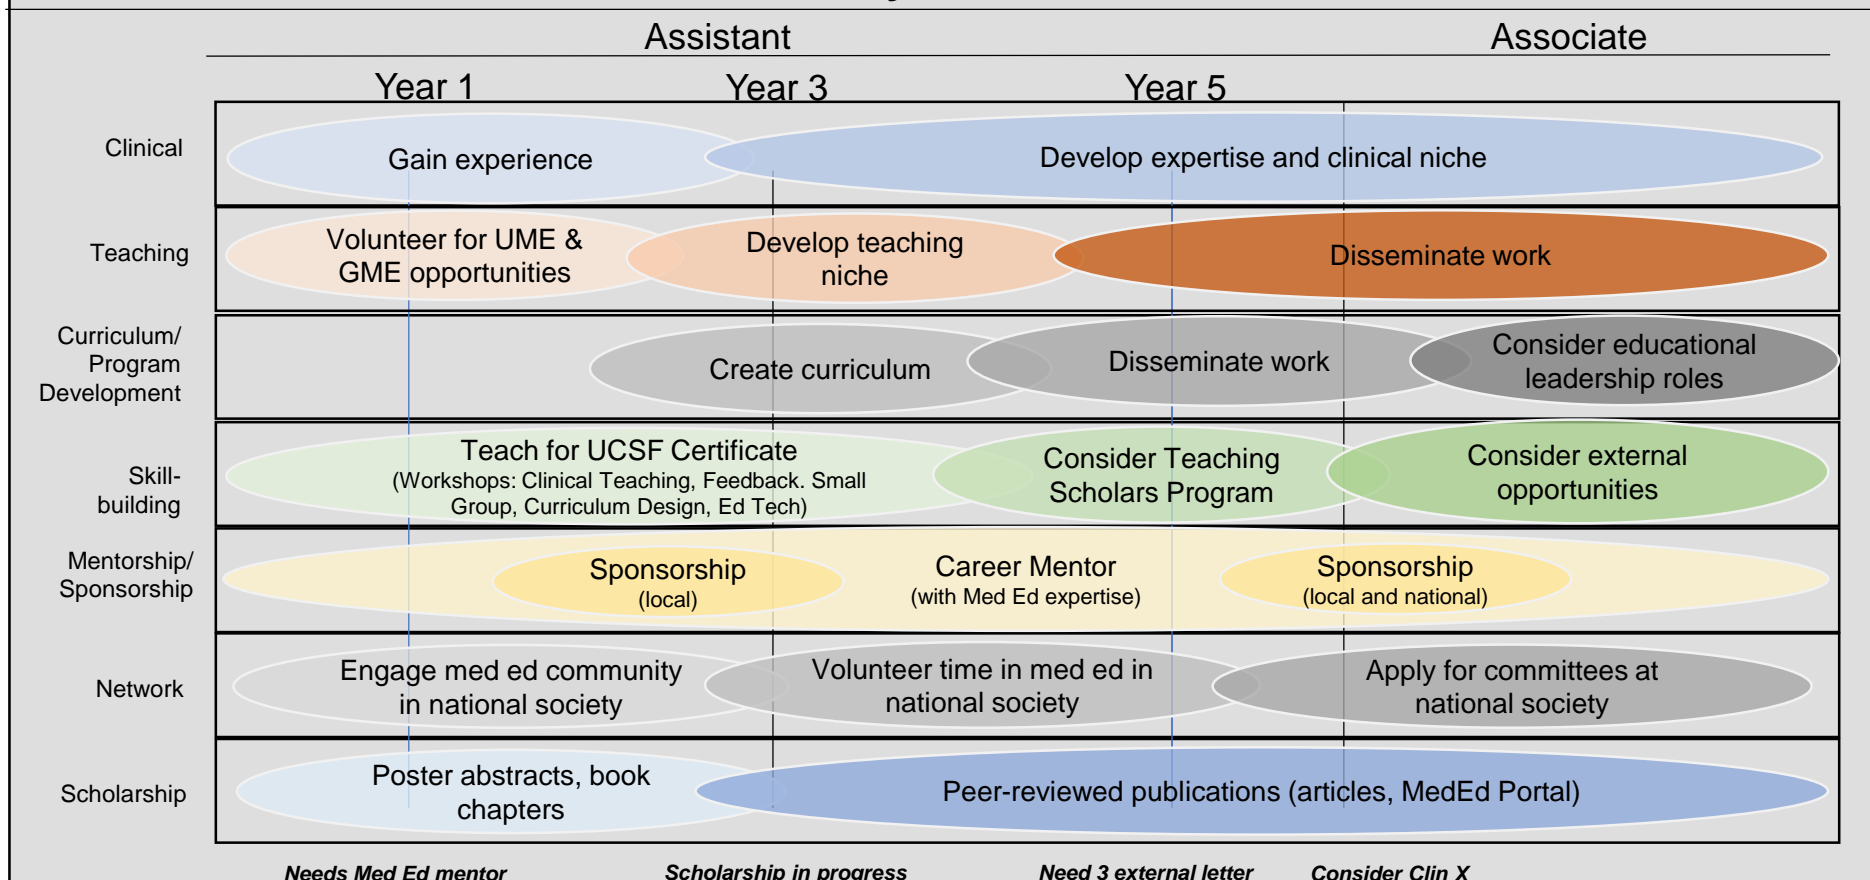 Assistant
Associate
Year 1
Year 3
Year 5
Clinical
Gain experience
Develop expertise and clinical niche
Teaching
Volunteer for UME &
GME opportunities
Develop teaching
niche
Disseminate work
Curriculum/
Program
Development
Create curriculum
Disseminate work
Consider educational
leadership roles
Skill-
building
Teach for UCSF Certificate
(Workshops: Clinical Teaching, Feedback. Small
Group, Curriculum Design, Ed Tech)
Consider Teaching
Scholars Program
Consider external
opportunities
Mentorship/
Sponsorship
Sponsorship
(local)
Career Mentor
(with Med Ed expertise)
Sponsorship
(local and national)
Network
Engage med ed community
in national society
Volunteer time in med ed in
national society
Apply for committees at
national society
Scholarship
Poster abstracts, book
chapters
Peer-reviewed publications (articles, MedEd Portal)
Needs Med Ed mentor
Scholarship in progress
Need 3 external letter
Consider Clin X